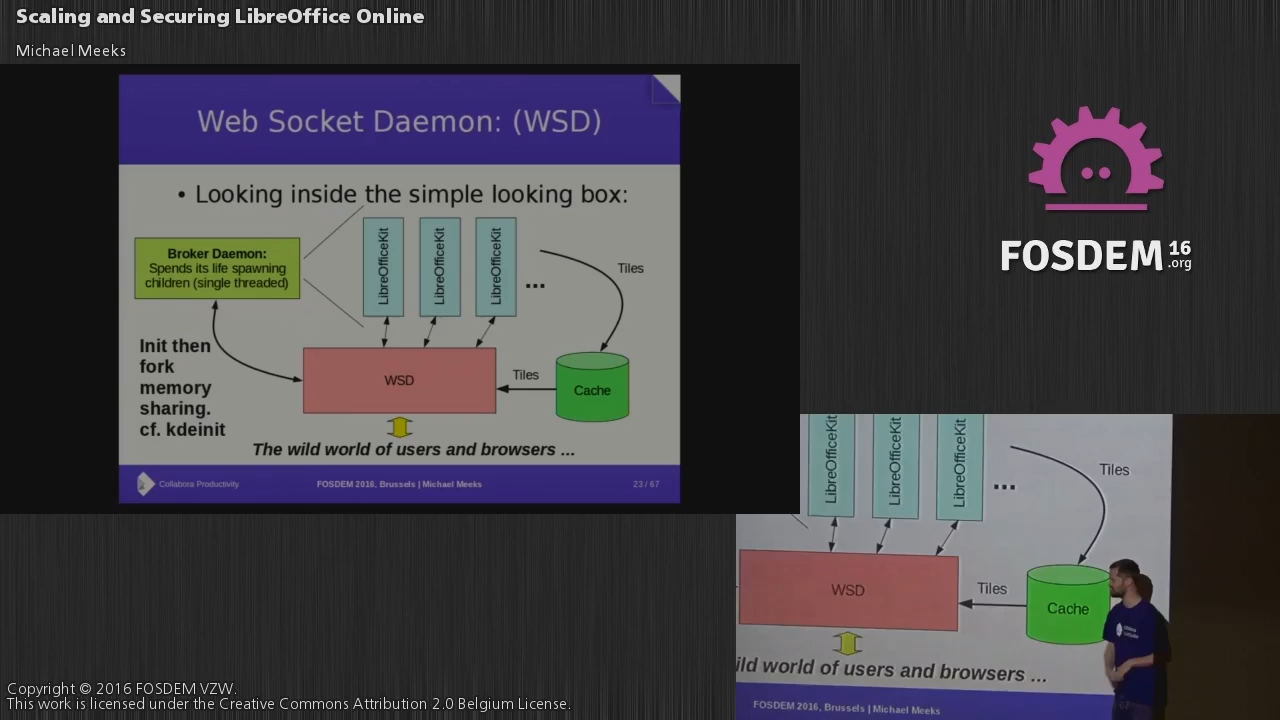 Scaling and Securing LibreOffice Online
Michael Meeks
Web Socket Daemon: (WSD)
• Looking inside the simple looking box:
Broker Daemon:
Spends its life spawning
children (single threaded)
LibreOfficeKit
LibreOfficeKit
LibreOfficeKit
...
Tiles
Init then
fork
memory
sharing.
cf. kdeinit
WSD
Tiles
Cache
The wild world of users and browsers ...
Collabora Productivity
FOSDEM 2016, Brussels | Michael Meeks
23 / 67
FOSDEM 16
.org
LibreOfficeKit
LibreOfficeKit
LibreOfficeKit
...
Tiles
WSD
Tiles
Cache
ild world of users and browsers ...
FOSDEM 2016, Brussels | Michael Meeks
Copyright © 2016 FOSDEM VZW.
This work is licensed under the Creative Commons Attribution 2.0 Belgium License.